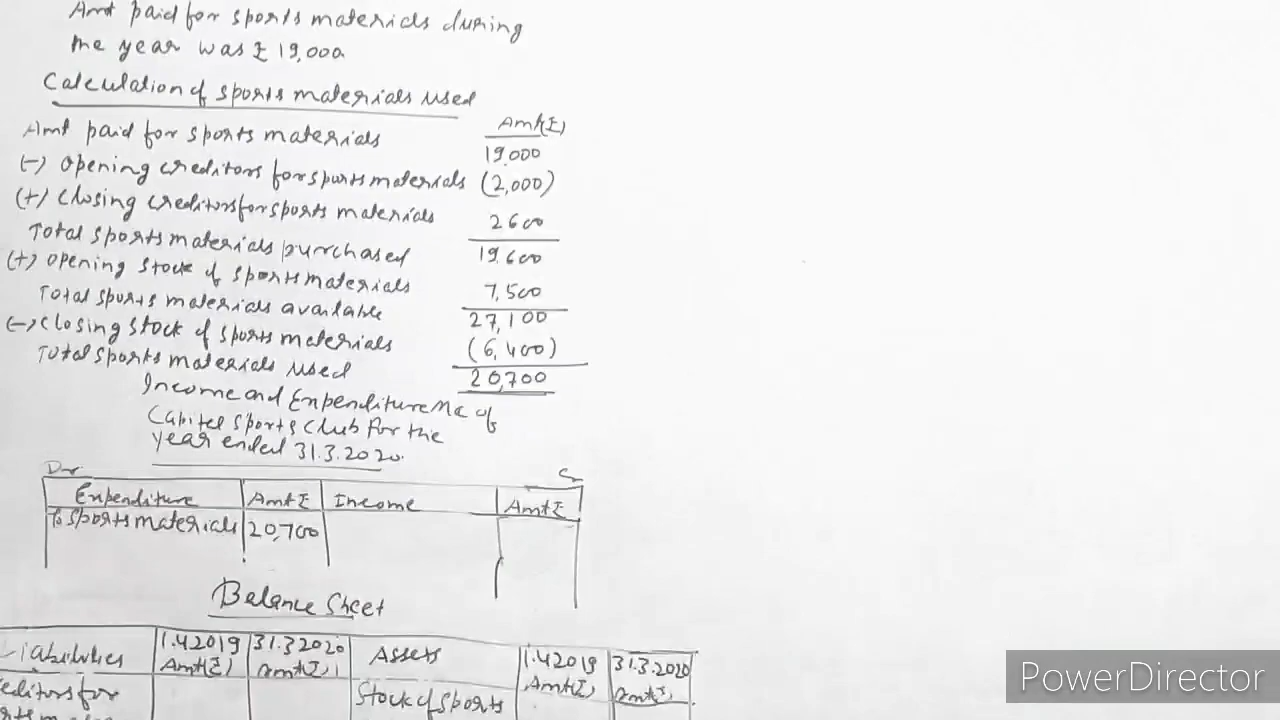 Amt paid for sports materials during
the year was ₹ 19,000.
Calculation of sports materials used
Amt(₹)
Amt paid for sports materials 19,000
(-) opening creditors for sports materials (2,000)
(+) closing creditors for sports materials 2600
Total sports materials purchased 19,600
(+) opening stock of sports materials 7,500
Total sports materials available 27,100
(-) closing stock of sports materials (6,400)
Total sports materials used 20,700
Income and Expenditure A/c of
Capital Sports Club for the
year ended 31.3.2020.
Dr Cr
Expenditure Amt ₹ Income Amt ₹
To sports materials 20,700
Balance Sheet
Liabilities 1.4.2019 Amt(₹) 31.3.2020 Amt(₹) Assets 1.4.2019 Amt(₹) 31.3.2020 Amt(₹)
editors for Stock of sports
PowerDirector